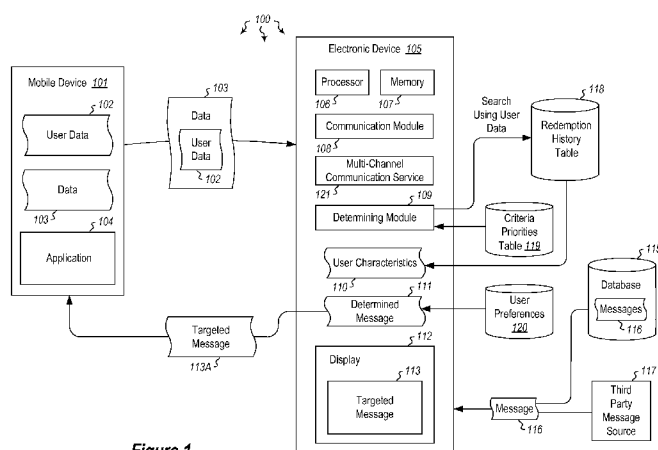 100
Mobile Device 101
102
User Data
Data
103
104
Application
103
Data
User
Data
102
Electronic Device 105
Processor
106
Memory
107
Communication Module
108
Multi-Channel
Communication Service
121
109
Determining Module
User Characteristics
110
111
Determined
Message
112
Display
113
Targeted
Message
Targeted
Message
113A
Search
Using User
Data
118
Redemption
History
Table
Criteria
Priorities
Table 119
User
Preferences
120
115
Database
Messages
116
Message
116
117
Third
Party
Message
Source
Figure 1